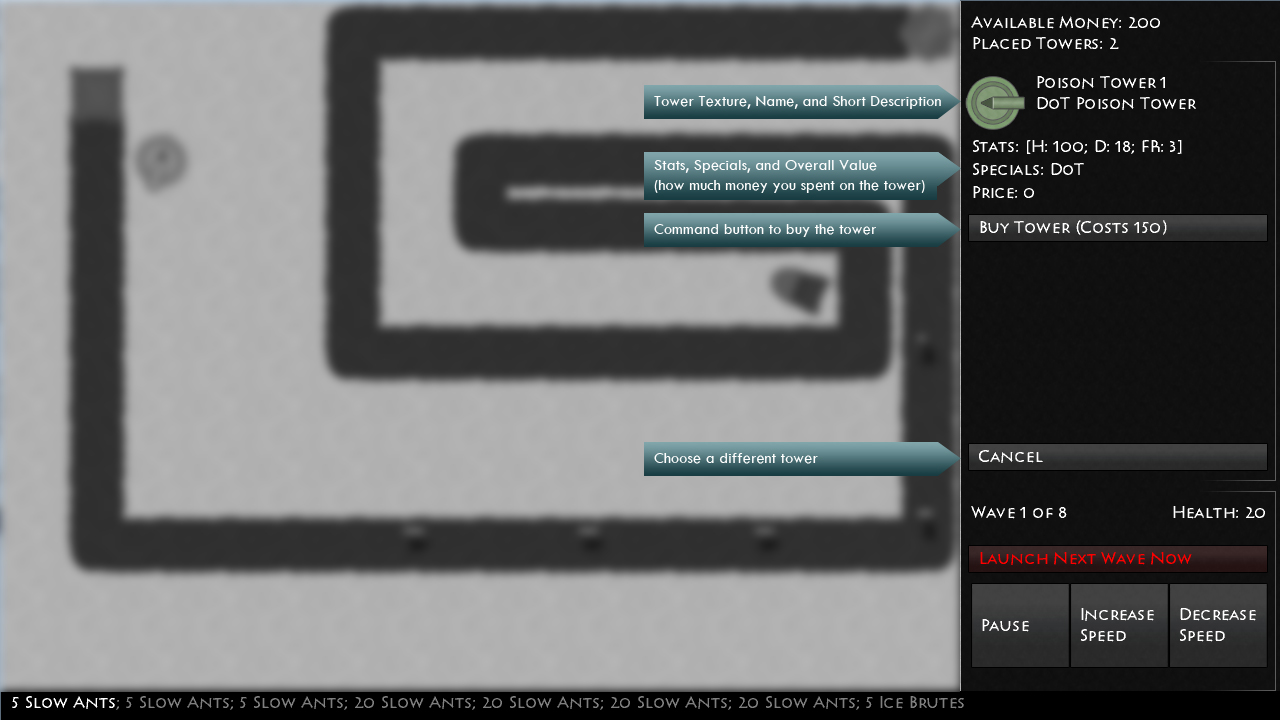 Available Money: 200
Placed Towers: 2
Tower Texture, Name, and Short Description
Poison Tower 1
DoT Poison Tower
Stats, Specials, and Overall Value
(how much money you spent on the tower)
Stats: [H: 100; D: 18; FR: 3]
Specials: DoT
Price: 0
Command button to buy the tower
Buy Tower (Costs 150)
Choose a different tower
Cancel
Wave 1 of 8
Health: 20
Launch Next Wave Now
Pause
Increase
Speed
Decrease
Speed
5 Slow Ants; 5 Slow Ants; 5 Slow Ants; 20 Slow Ants; 20 Slow Ants; 20 Slow Ants; 20 Slow Ants; 5 Ice Brutes